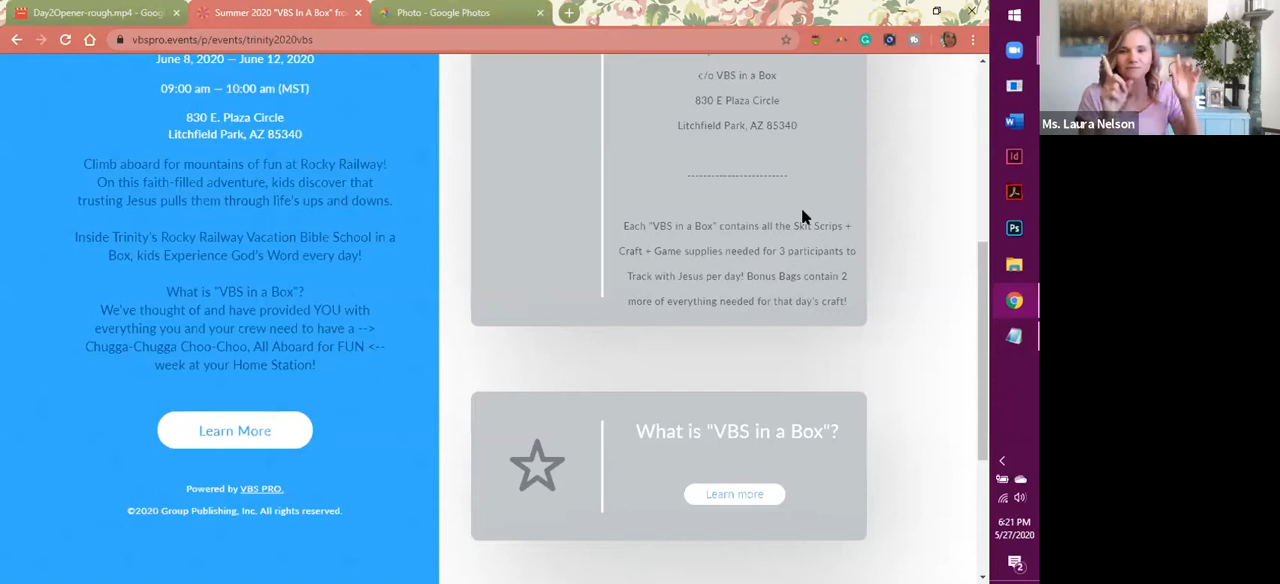 Day2Opener-rough.mp4 - Goog
Summer 2020 "VBS In A Box" fro
Photo - Google Photos
vbspro.events/p/events/trinity2020vbs
June 8, 2020 — June 12, 2020
09:00 am — 10:00 am (MST)
830 E. Plaza Circle
Litchfield Park, AZ 85340
Climb aboard for mountains of fun at Rocky Railway!
On this faith-filled adventure, kids discover that
trusting Jesus pulls them through life's ups and downs.
Inside Trinity's Rocky Railway Vacation Bible School in a
Box, kids Experience God's Word every day!
What is "VBS in a Box"?
We've thought of and have provided YOU with
everything you and your crew need to have a -->
Chugga-Chugga Choo-Choo, All Aboard for FUN <--
week at your Home Station!
Learn More
Powered by VBS PRO.
©2020 Group Publishing, Inc. All rights reserved.
c/o VBS in a Box
830 E Plaza Circle
Litchfield Park, AZ 85340
-------------------------
Each "VBS in a Box" contains all the Skit Scrips +
Craft + Game supplies needed for 3 participants to
Track with Jesus per day! Bonus Bags contain 2
more of everything needed for that day's craft!
What is "VBS in a Box"?
Learn more
Ms. Laura Nelson
W
Id
Ps
6:21 PM
5/27/2020
2